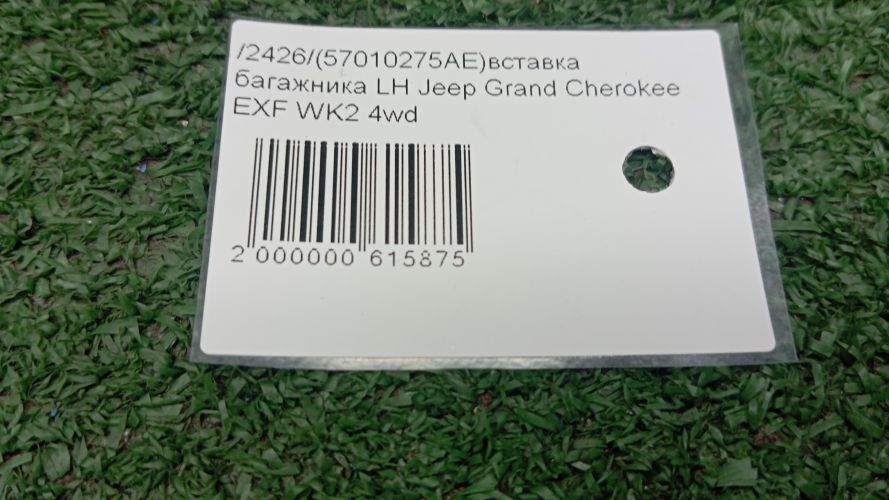 /2426/(57010275AE)вставка
багажника LH Jeep Grand Cherokee
EXF WK2 4wd
2 000000 615875